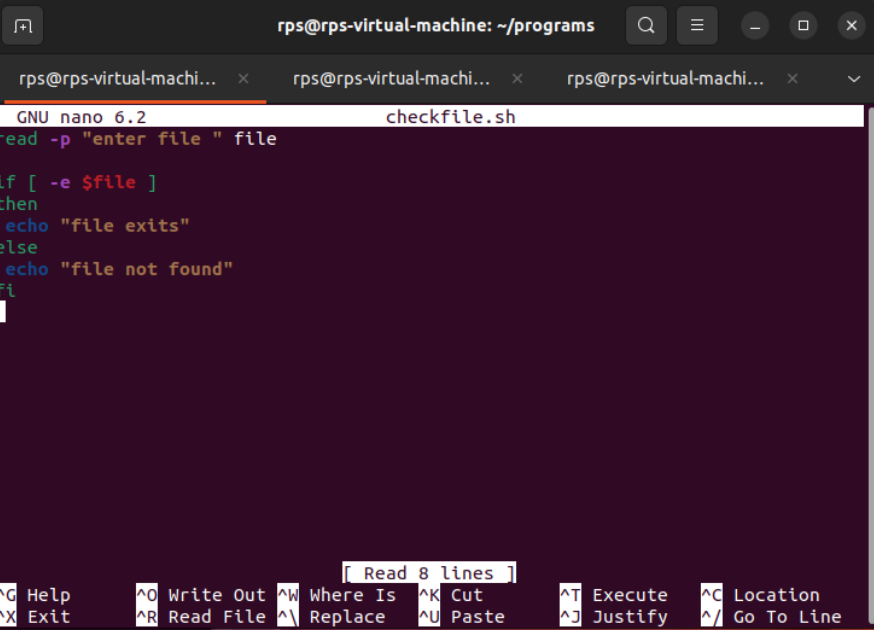 rps@rps-virtual-machine: ~/programs
rps@rps-virtual-machi... × rps@rps-virtual-machi... × rps@rps-virtual-machi... ×
GNU nano 6.2 checkfile.sh
read -p "enter file " file
if [ -e $file ]
then
echo "file exits"
else
echo "file not found"
fi
[ Read 8 lines ]
^G Help ^O Write Out ^W Where Is ^K Cut ^T Execute ^C Location
^X Exit ^R Read File ^\ Replace ^U Paste ^J Justify ^/ Go To Line